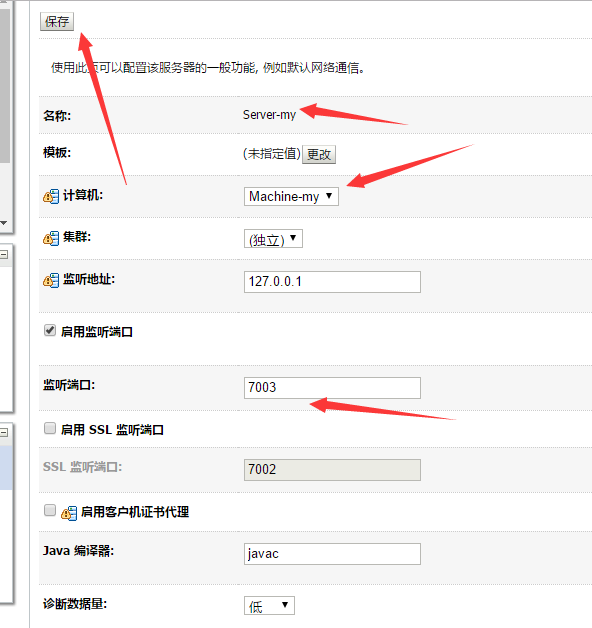 保存
使用此页可以配置该服务器的一般功能, 例如默认网络通信。
名称: Server-my
模板: (未指定值) 更改
计算机: Machine-my
集群: (独立)
监听地址: 127.0.0.1
启用监听端口
监听端口: 7003
启用 SSL 监听端口
SSL 监听端口: 7002
启用客户机证书代理
Java 编译器: javac
诊断数据量: 低